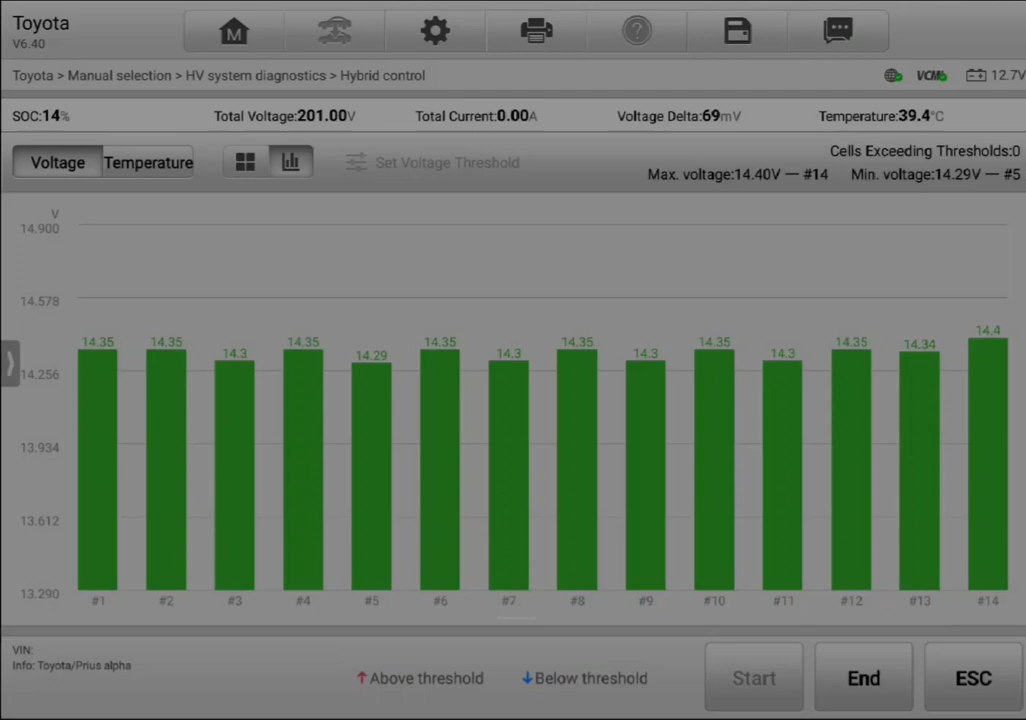 Toyota
V6.40
M
?
Toyota > Manual selection > HV system diagnostics > Hybrid control
VCMI
12.7V
SOC:14% Total Voltage:201.00V Total Current:0.00A Voltage Delta:69mV Temperature:39.4°C
Voltage Temperature Set Voltage Threshold
Cells Exceeding Thresholds:0
Max. voltage:14.40V — #14 Min. voltage:14.29V — #5
V
14.900
14.578
14.256
13.934
13.612
13.290
14.35 14.35 14.3 14.35 14.29 14.35 14.3 14.35 14.3 14.35 14.3 14.35 14.34 14.4
#1 #2 #3 #4 #5 #6 #7 #8 #9 #10 #11 #12 #13 #14
VIN:
Info: Toyota/Prius alpha
↑Above threshold ↓Below threshold
Start End ESC